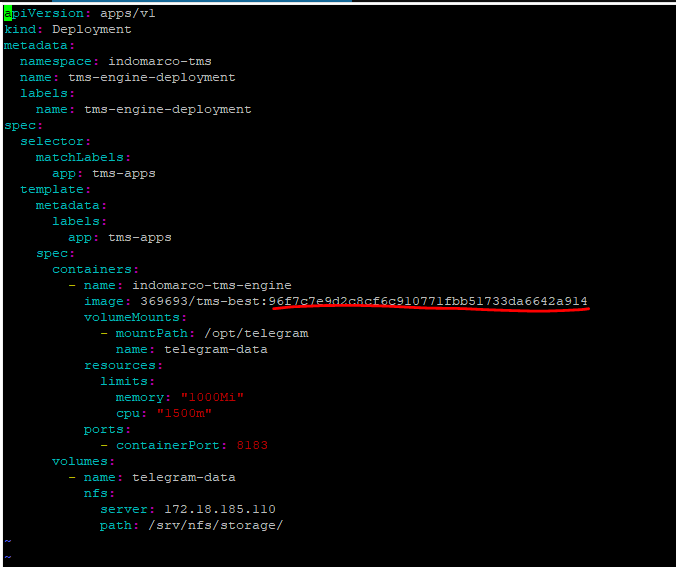 apiVersion: apps/v1
kind: Deployment
metadata:
  namespace: indomarco-tms
  name: tms-engine-deployment
  labels:
    name: tms-engine-deployment
spec:
  selector:
    matchLabels:
      app: tms-apps
  template:
    metadata:
      labels:
        app: tms-apps
    spec:
      containers:
        - name: indomarco-tms-engine
          image: 369693/tms-best:96f7c7e9d2c8cf6c910771fbb51733da6642a914
          volumeMounts:
            - mountPath: /opt/telegram
              name: telegram-data
          resources:
            limits:
              memory: "1000Mi"
              cpu: "1500m"
          ports:
            - containerPort: 8183
      volumes:
        - name: telegram-data
          nfs:
            server: 172.18.185.110
            path: /srv/nfs/storage/
~
~